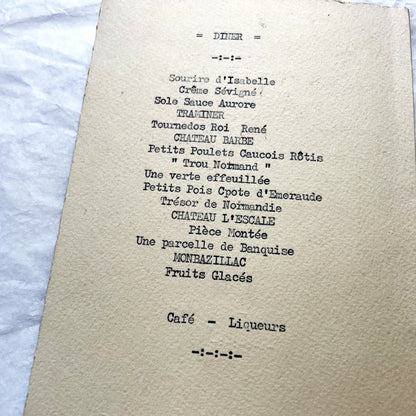 = DINER =
-:-:-
Sourire d'Isabelle
Crême Sévigné
Sole Sauce Aurore
TRAMINER
Tournedos Roi René
CHATEAU BARBE
Petits Poulets Caucois Rôtis
" Trou Normand "
Une verte effeuillée
Petits Pois Cpote d'Emeraude
Trésor de Normandie
CHATEAU L'ESCALE
Pièce Montée
Une parcelle de Banquise
MONBAZILLAC
Fruits Glacés
Café - Liqueurs
-:-:-:-